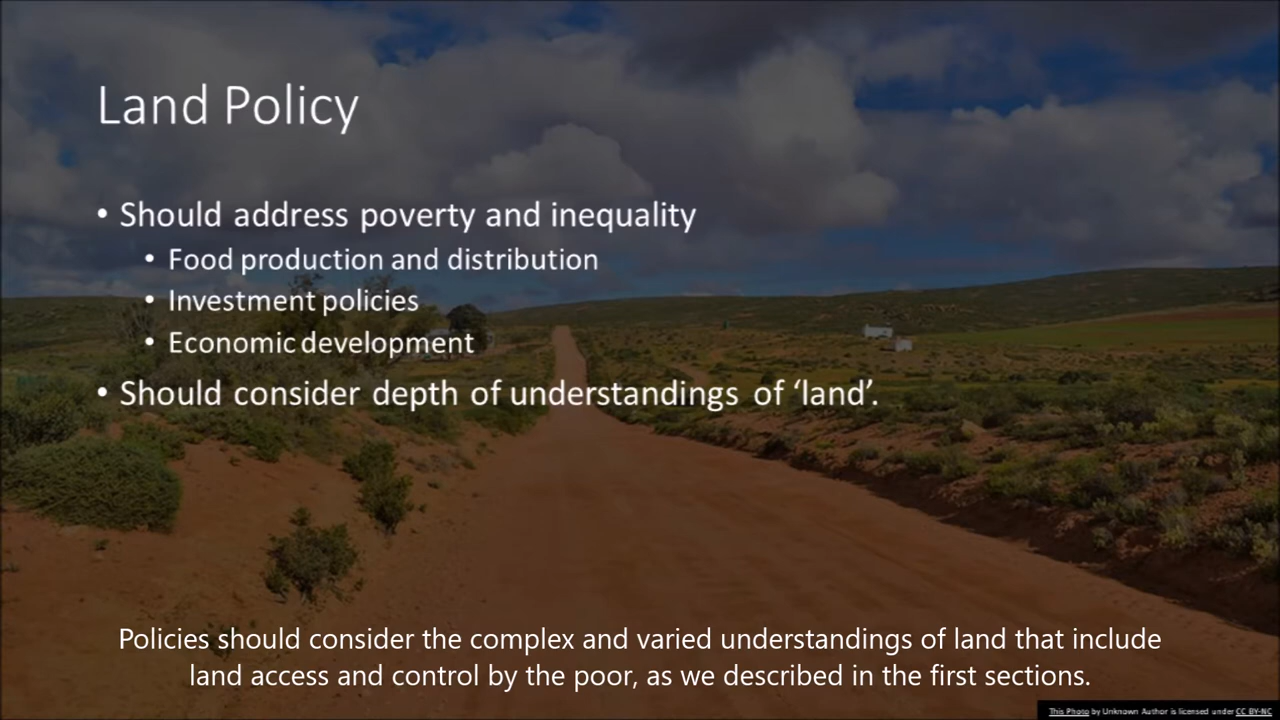 Land Policy
• Should address poverty and inequality
• Food production and distribution
• Investment policies
• Economic development
• Should consider depth of understandings of ‘land’.
Policies should consider the complex and varied understandings of land that include
land access and control by the poor, as we described in the first sections.
This Photo by Unknown Author is licensed under CC BY-NC